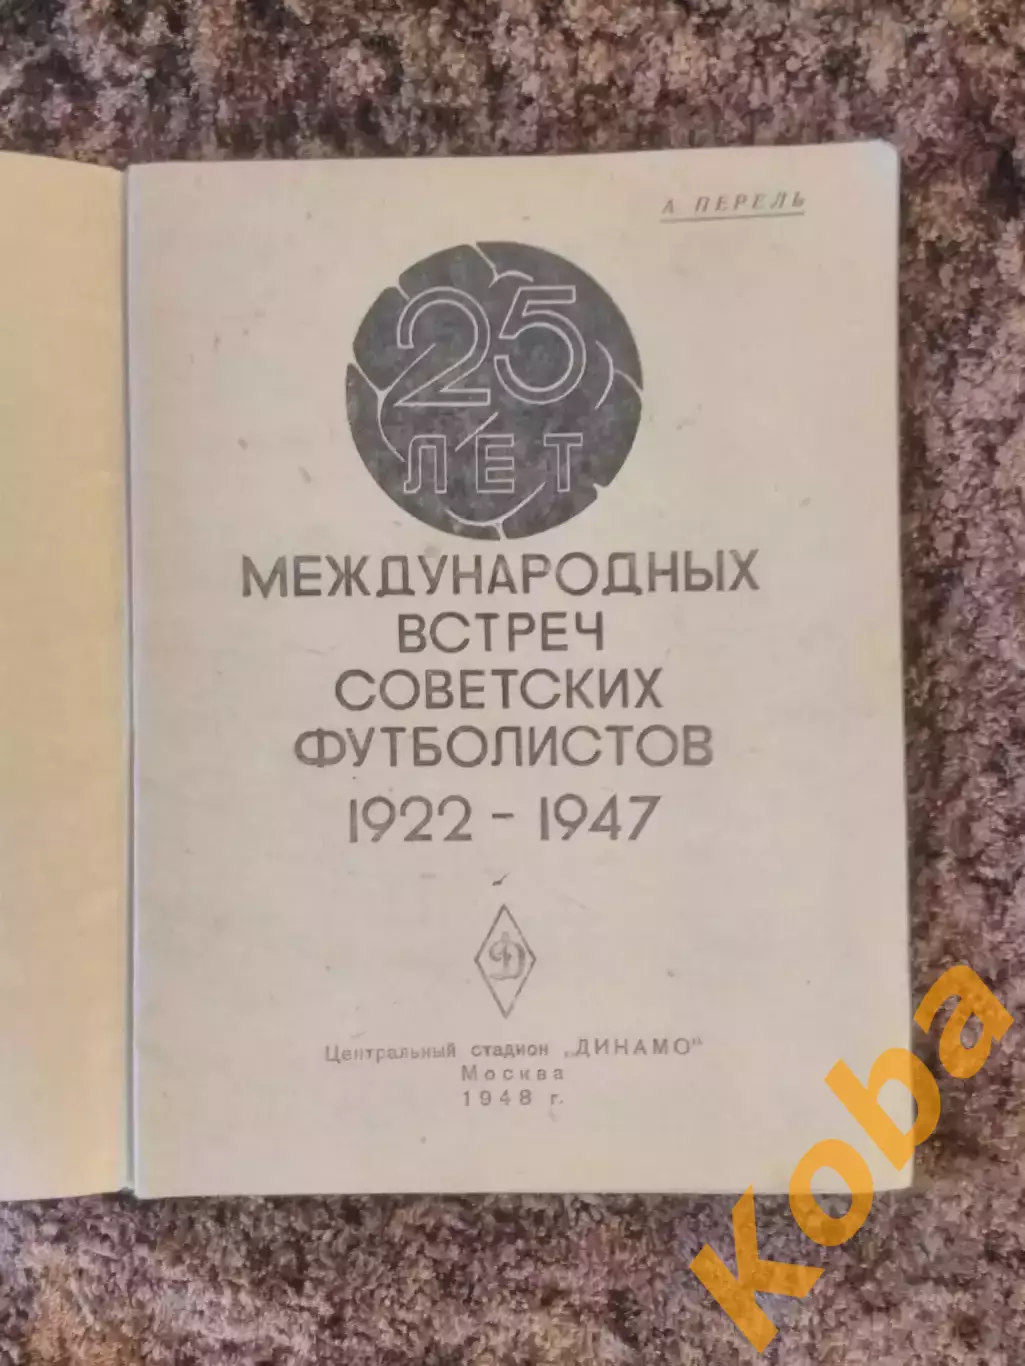 А. ПЕРЕЛЬ
25
ЛЕТ
МЕЖДУНАРОДНЫХ
ВСТРЕЧ
СОВЕТСКИХ
ФУТБОЛИСТОВ
1922 - 1947
Д
Центральный стадион „ДИНАМО"
Москва
1948 г.
Koba